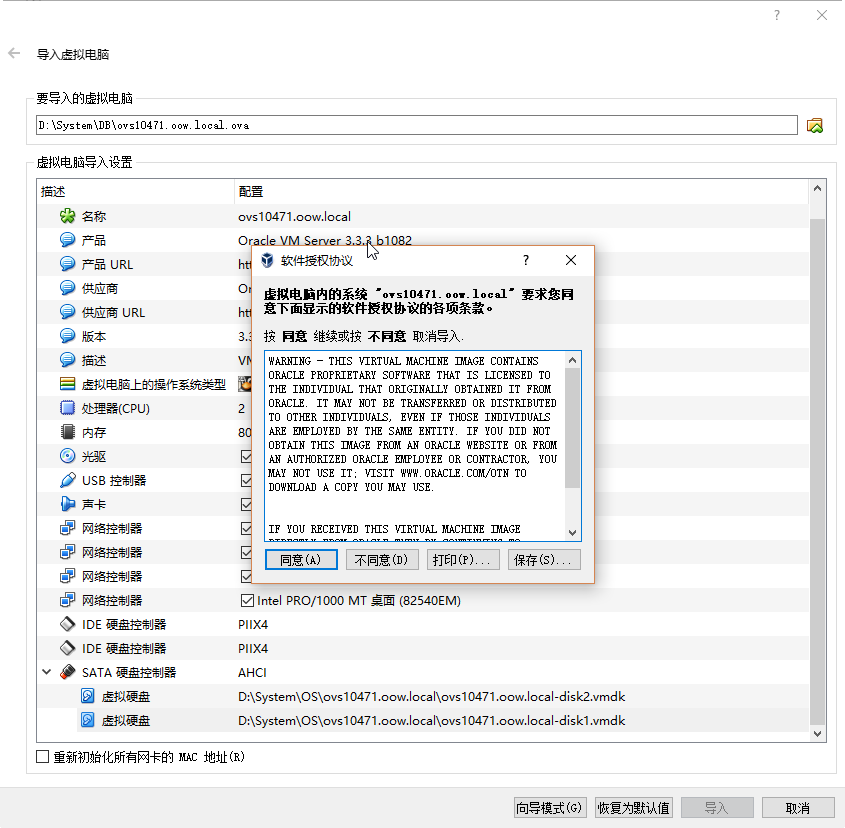 导入虚拟电脑
要导入的虚拟电脑
D:\System\DB\ovs10471.oow.local.ova
虚拟电脑导入设置
描述 配置
名称 ovs10471.oow.local
产品 Oracle VM Server 3.3.3 b1082
产品 URL
供应商
供应商 URL
版本 3.3
描述 VM
虚拟电脑上的操作系统类型
处理器(CPU) 2
内存 80
光驱
USB 控制器
声卡
网络控制器
网络控制器
网络控制器
网络控制器 Intel PRO/1000 MT 桌面 (82540EM)
IDE 硬盘控制器 PIIX4
IDE 硬盘控制器 PIIX4
SATA 硬盘控制器 AHCI
虚拟硬盘 D:\System\OS\ovs10471.oow.local\ovs10471.oow.local-disk2.vmdk
虚拟硬盘 D:\System\OS\ovs10471.oow.local\ovs10471.oow.local-disk1.vmdk
重新初始化所有网卡的 MAC 地址(R)
向导模式(G) 恢复为默认值 导入 取消
软件授权协议
虚拟电脑内的系统 "ovs10471.oow.local" 要求您同
意下面显示的软件授权协议的各项条款。
按 同意 继续或按 不同意 取消导入.
WARNING - THIS VIRTUAL MACHINE IMAGE CONTAINS
ORACLE PROPRIETARY SOFTWARE THAT IS LICENSED TO
THE INDIVIDUAL THAT ORIGINALLY OBTAINED IT FROM
ORACLE. IT MAY NOT BE TRANSFERRED OR DISTRIBUTED
TO OTHER INDIVIDUALS, EVEN IF THOSE INDIVIDUALS
ARE EMPLOYED BY THE SAME ENTITY. IF YOU DID NOT
OBTAIN THIS IMAGE FROM AN ORACLE WEBSITE OR FROM
AN AUTHORIZED ORACLE EMPLOYEE OR CONTRACTOR, YOU
MAY NOT USE IT; VISIT WWW.ORACLE.COM/OTN TO
DOWNLOAD A COPY YOU MAY USE.
IF YOU RECEIVED THIS VIRTUAL MACHINE IMAGE
DIRECTLY FROM ORACLE THEN BY CONTINUING TO
同意(A) 不同意(D) 打印(P)... 保存(S)...